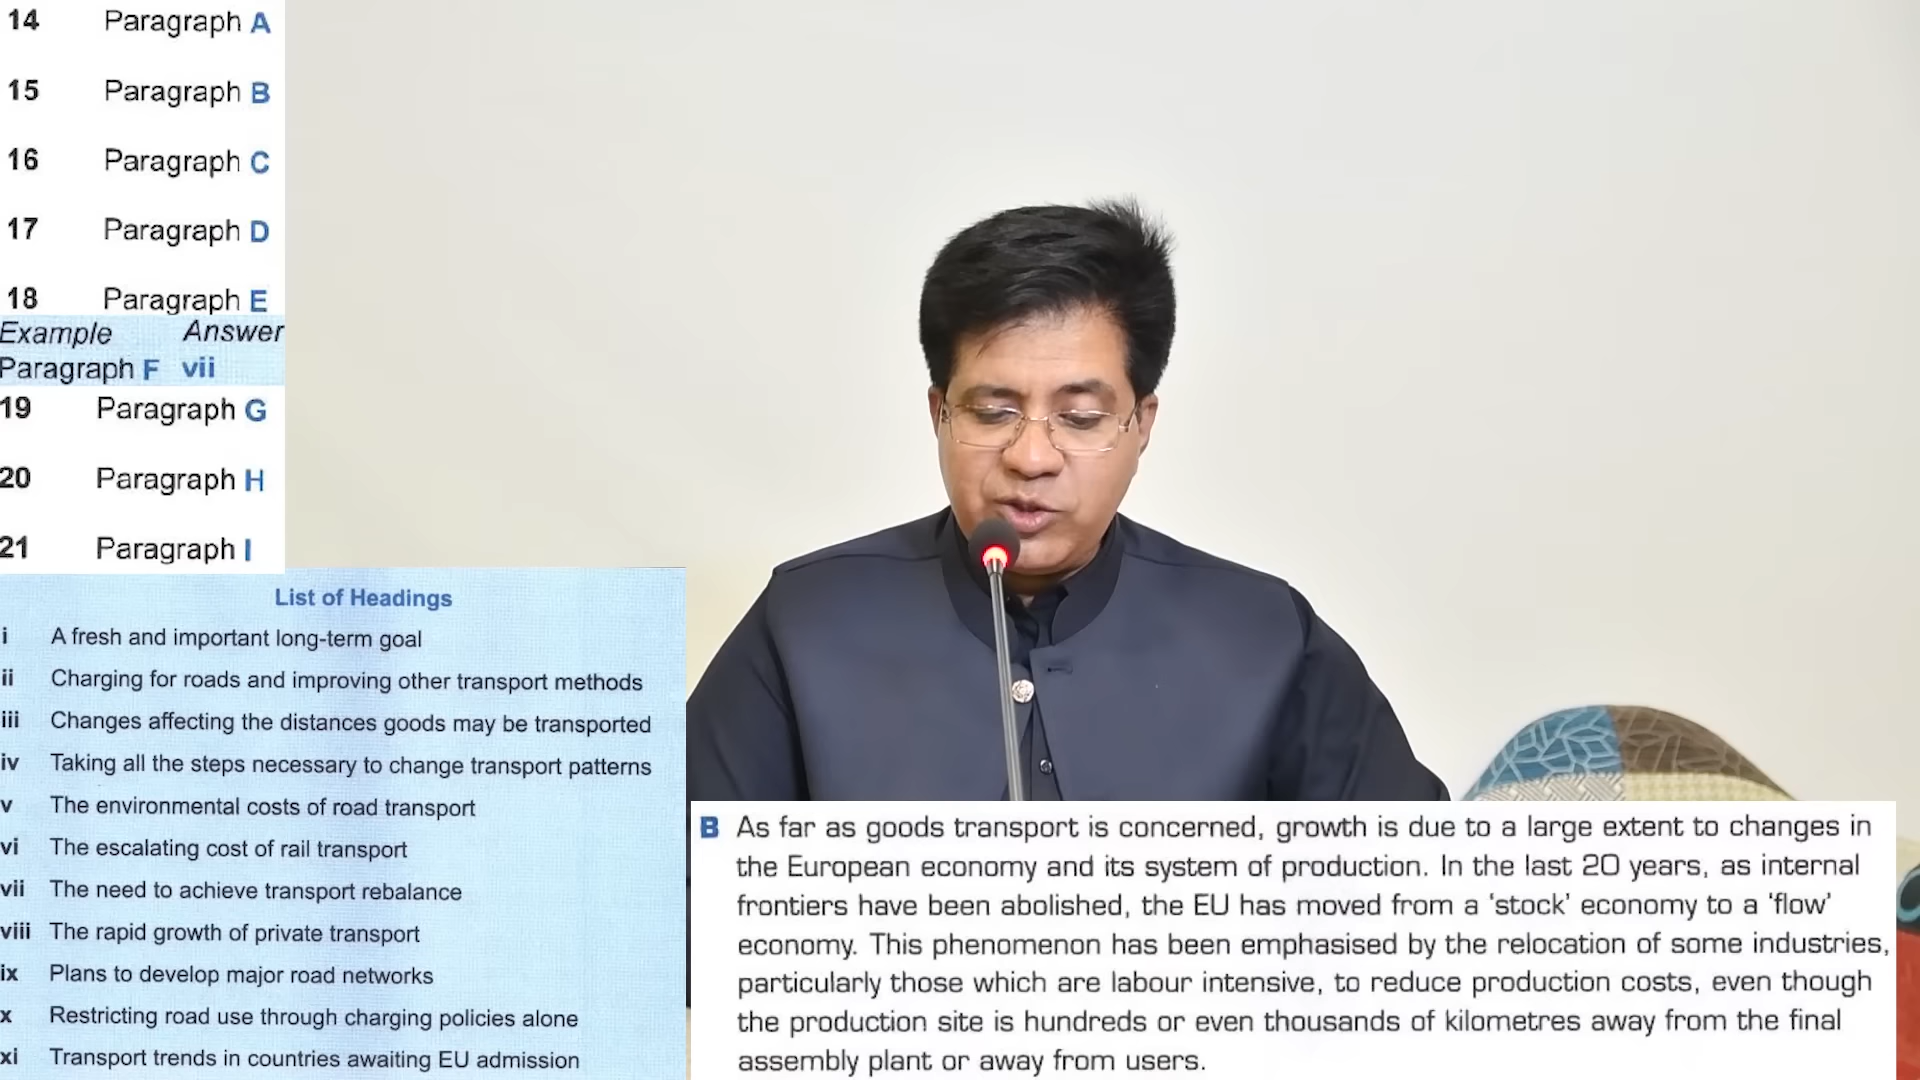 14 Paragraph A
15 Paragraph B
16 Paragraph C
17 Paragraph D
18 Paragraph E
Example Answer
Paragraph F vii
19 Paragraph G
20 Paragraph H
21 Paragraph I
List of Headings
i A fresh and important long-term goal
ii Charging for roads and improving other transport methods
iii Changes affecting the distances goods may be transported
iv Taking all the steps necessary to change transport patterns
v The environmental costs of road transport
vi The escalating cost of rail transport
vii The need to achieve transport rebalance
viii The rapid growth of private transport
ix Plans to develop major road networks
x Restricting road use through charging policies alone
xi Transport trends in countries awaiting EU admission
B As far as goods transport is concerned, growth is due to a large extent to changes in
the European economy and its system of production. In the last 20 years, as internal
frontiers have been abolished, the EU has moved from a ‘stock’ economy to a ‘flow’
economy. This phenomenon has been emphasised by the relocation of some industries,
particularly those which are labour intensive, to reduce production costs, even though
the production site is hundreds or even thousands of kilometres away from the final
assembly plant or away from users.